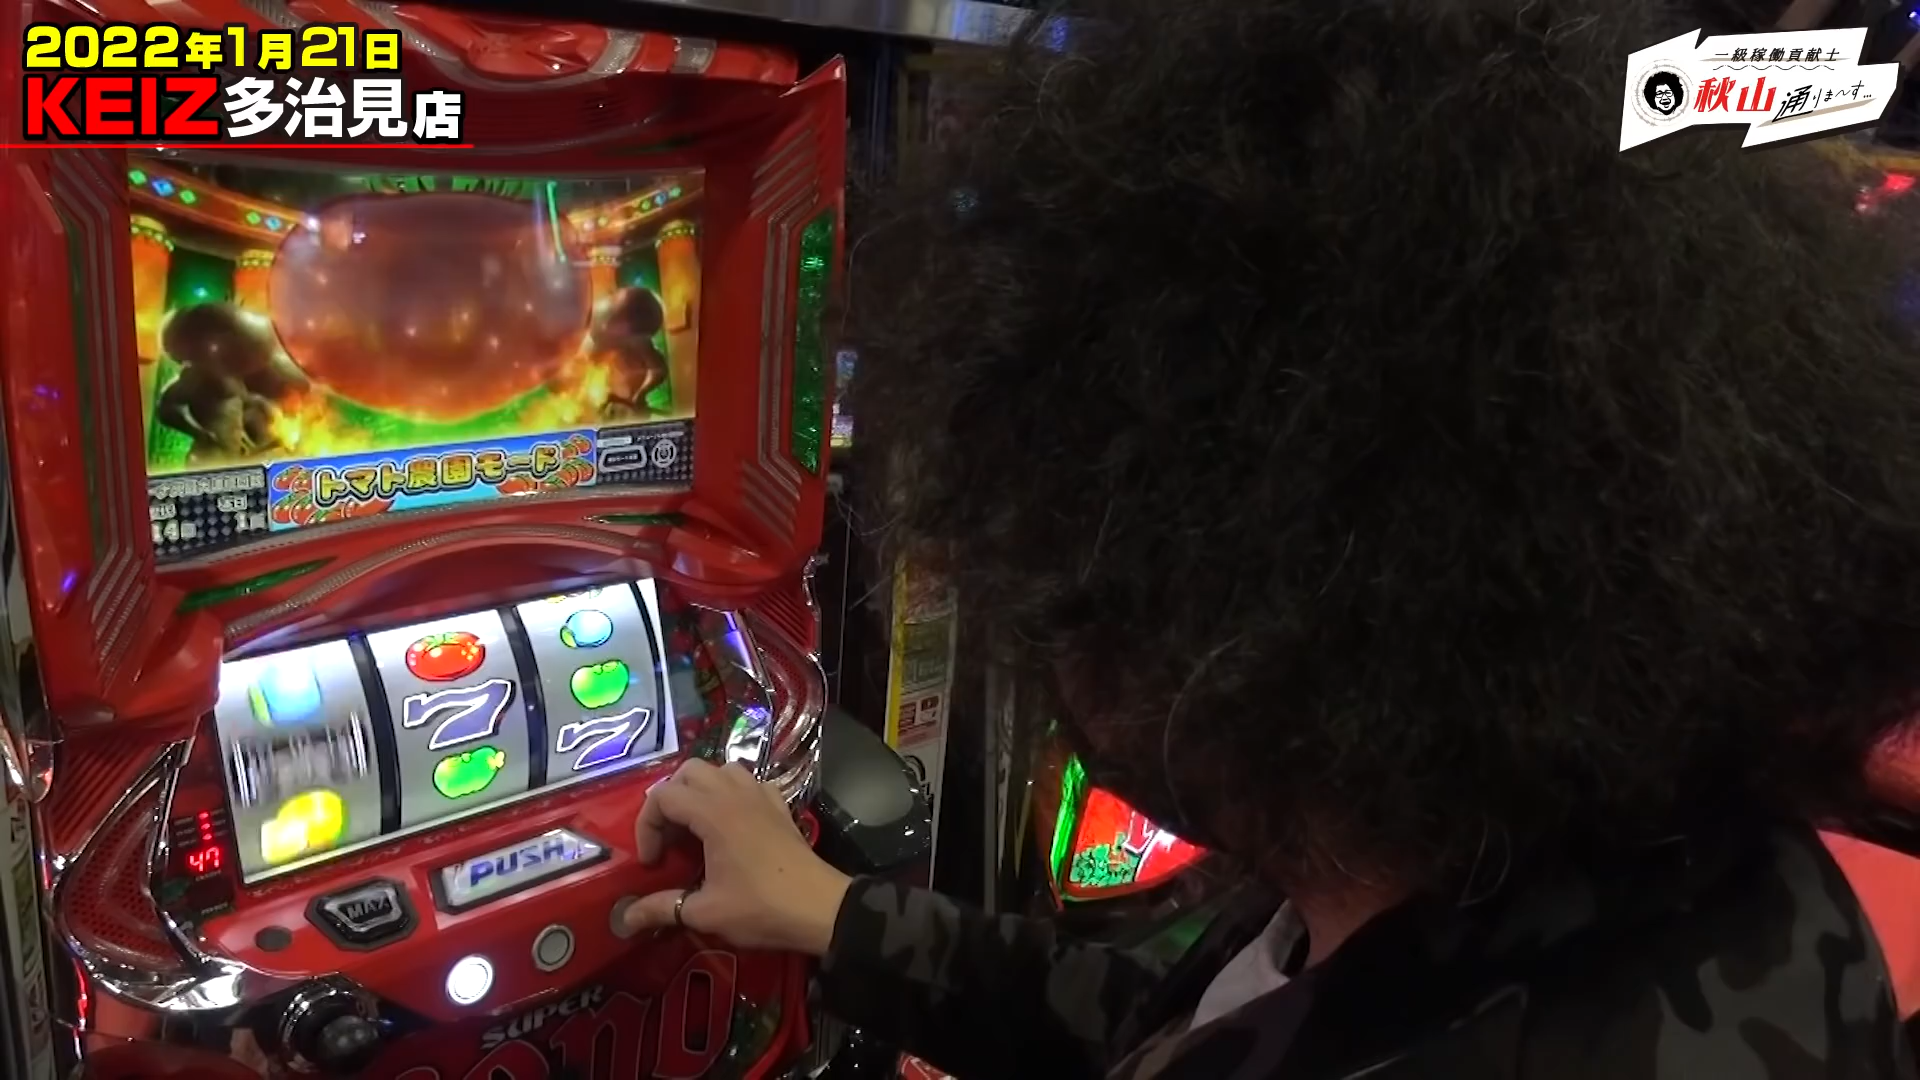 2022年1月21日
KEIZ多治見店
一級稼働貢献士
秋山通りま〜す…
トマト農園モード
47
MAX
PUSH
SUPER